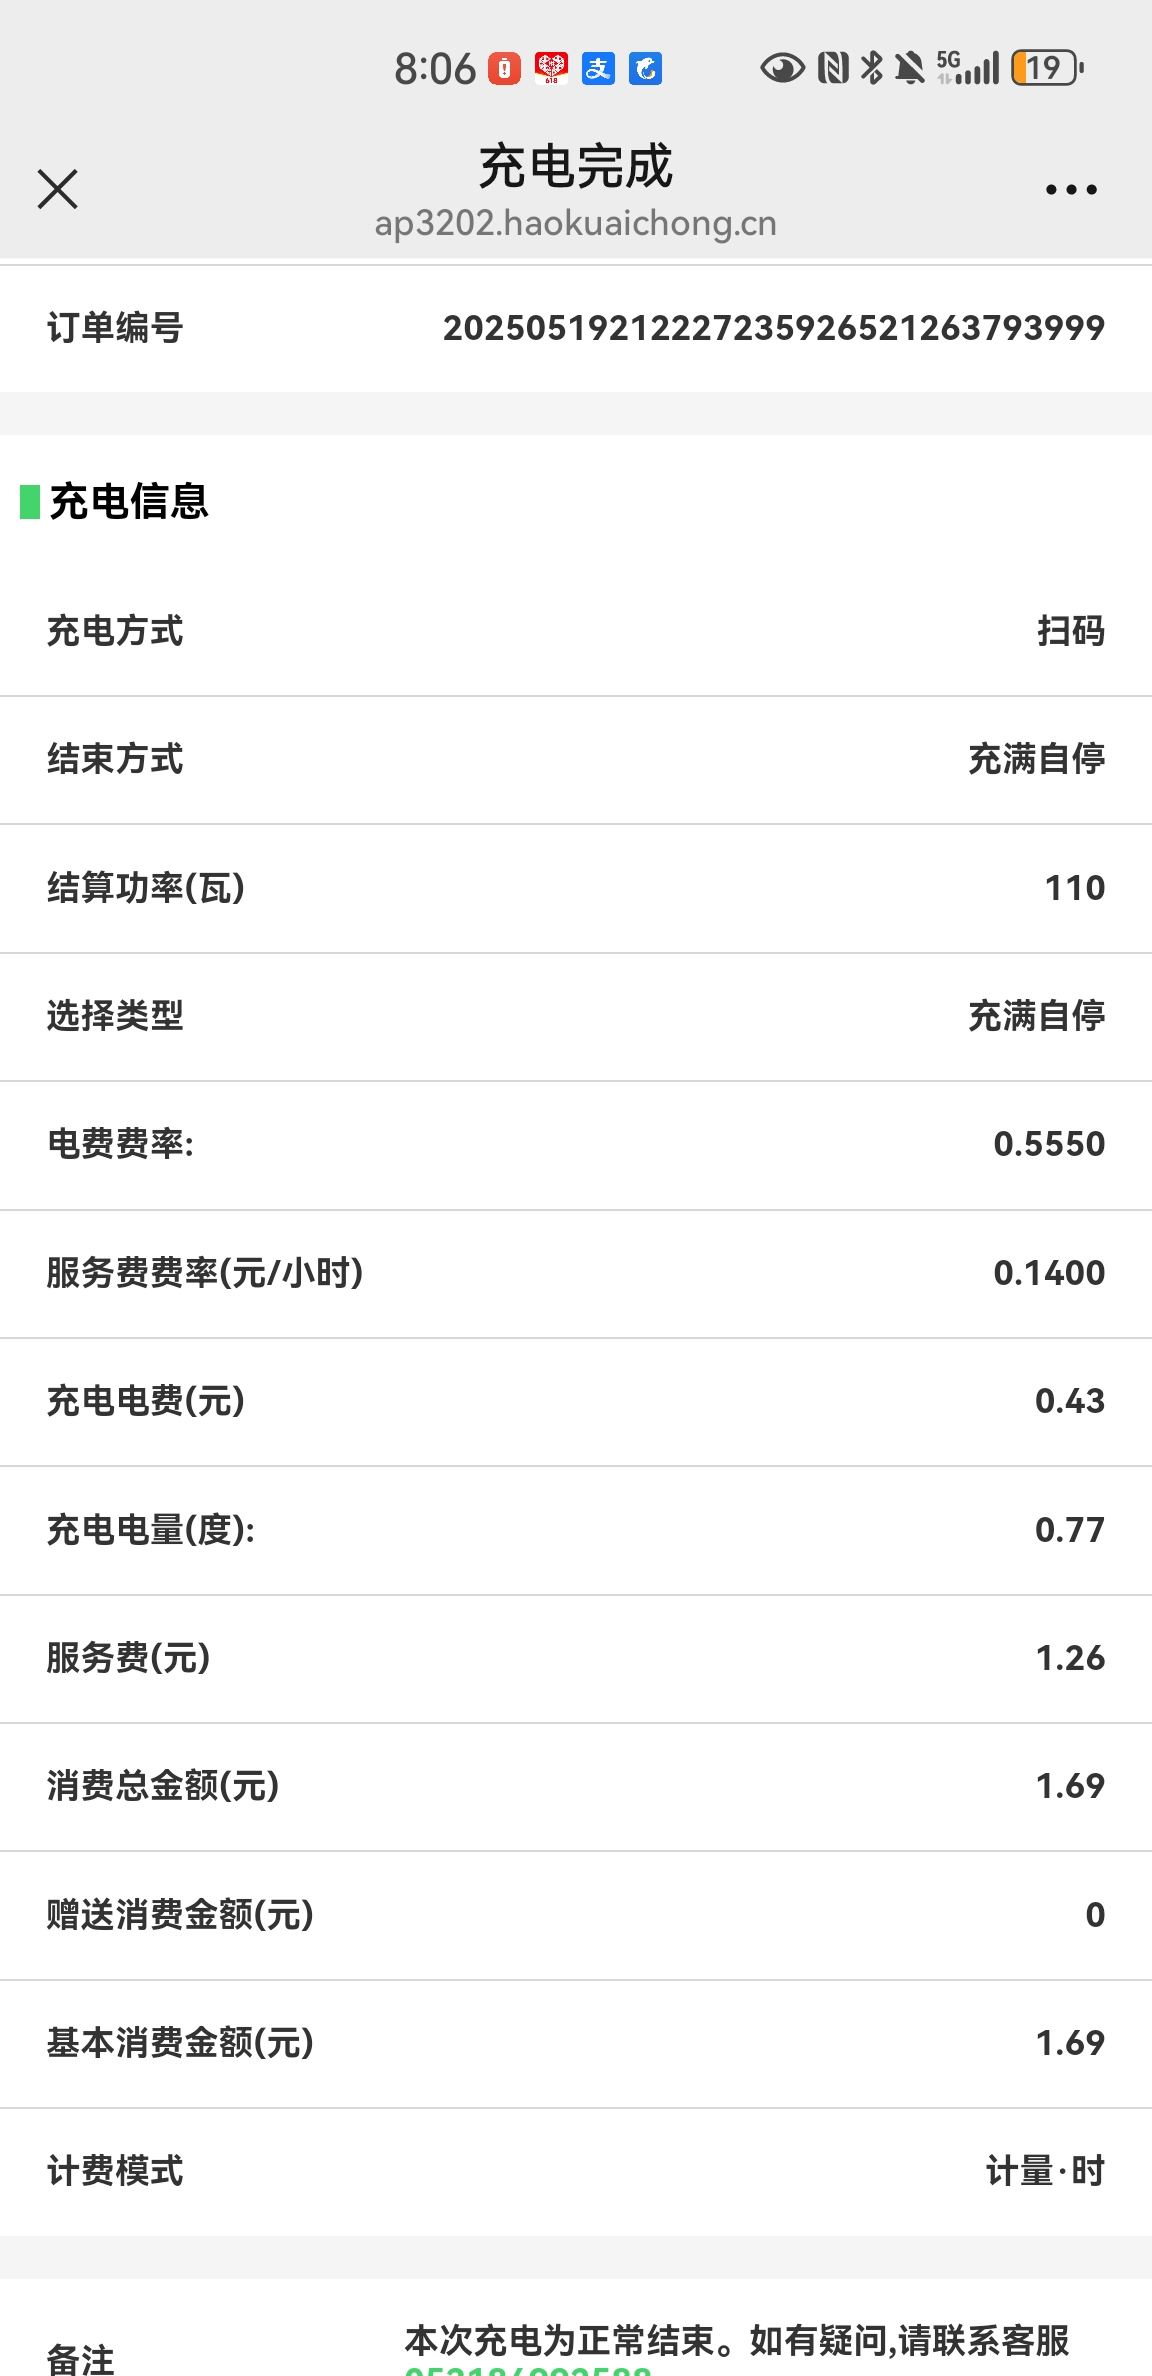 8:06
618
支
5G
19
充电完成
ap3202.haokuaichong.cn
订单编号 20250519212227235926521263793999
充电信息
充电方式 扫码
结束方式 充满自停
结算功率(瓦) 110
选择类型 充满自停
电费费率: 0.5550
服务费费率(元/小时) 0.1400
充电电费(元) 0.43
充电电量(度): 0.77
服务费(元) 1.26
消费总金额(元) 1.69
赠送消费金额(元) 0
基本消费金额(元) 1.69
计费模式 计量·时
备注 本次充电为正常结束。如有疑问,请联系客服